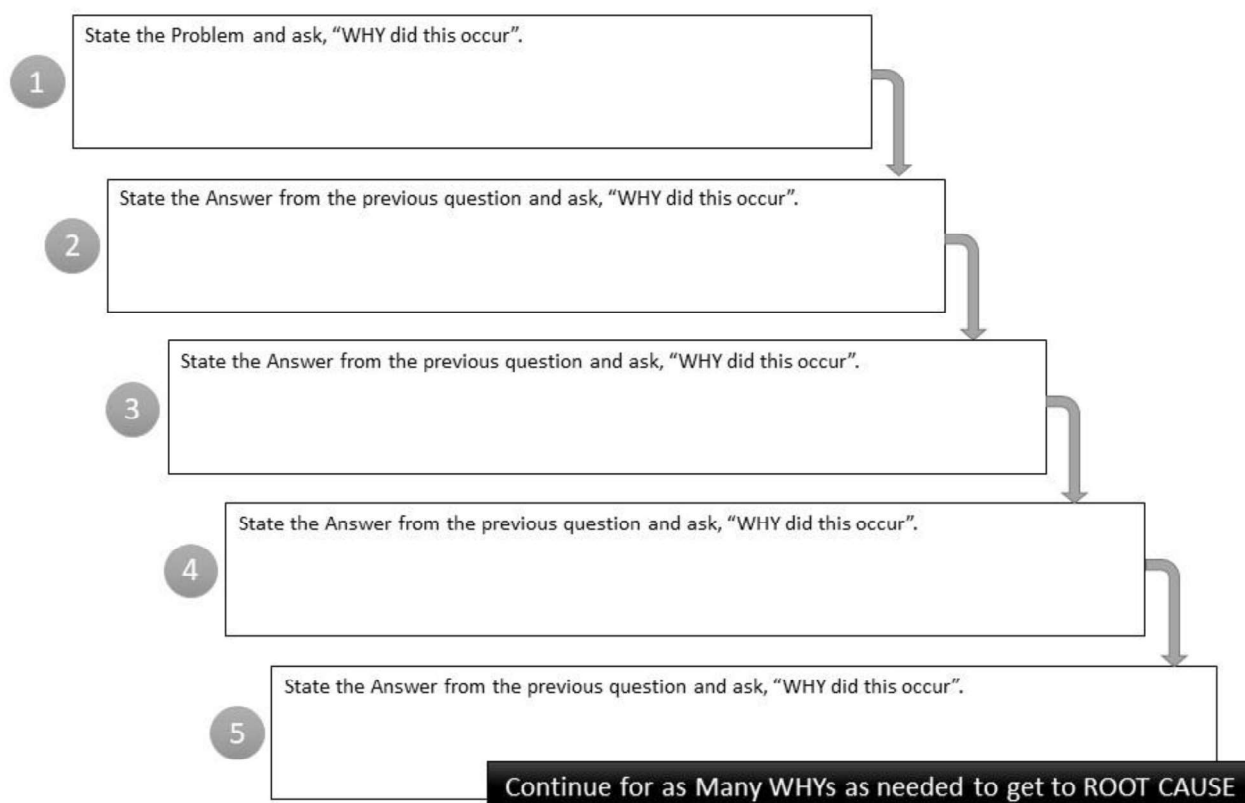 State the Problem and ask, “WHY did this occur”.
1
State the Answer from the previous question and ask, “WHY did this occur”.
2
State the Answer from the previous question and ask, “WHY did this occur”.
3
State the Answer from the previous question and ask, “WHY did this occur”.
4
State the Answer from the previous question and ask, “WHY did this occur”.
5
Continue for as Many WHYs as needed to get to ROOT CAUSE